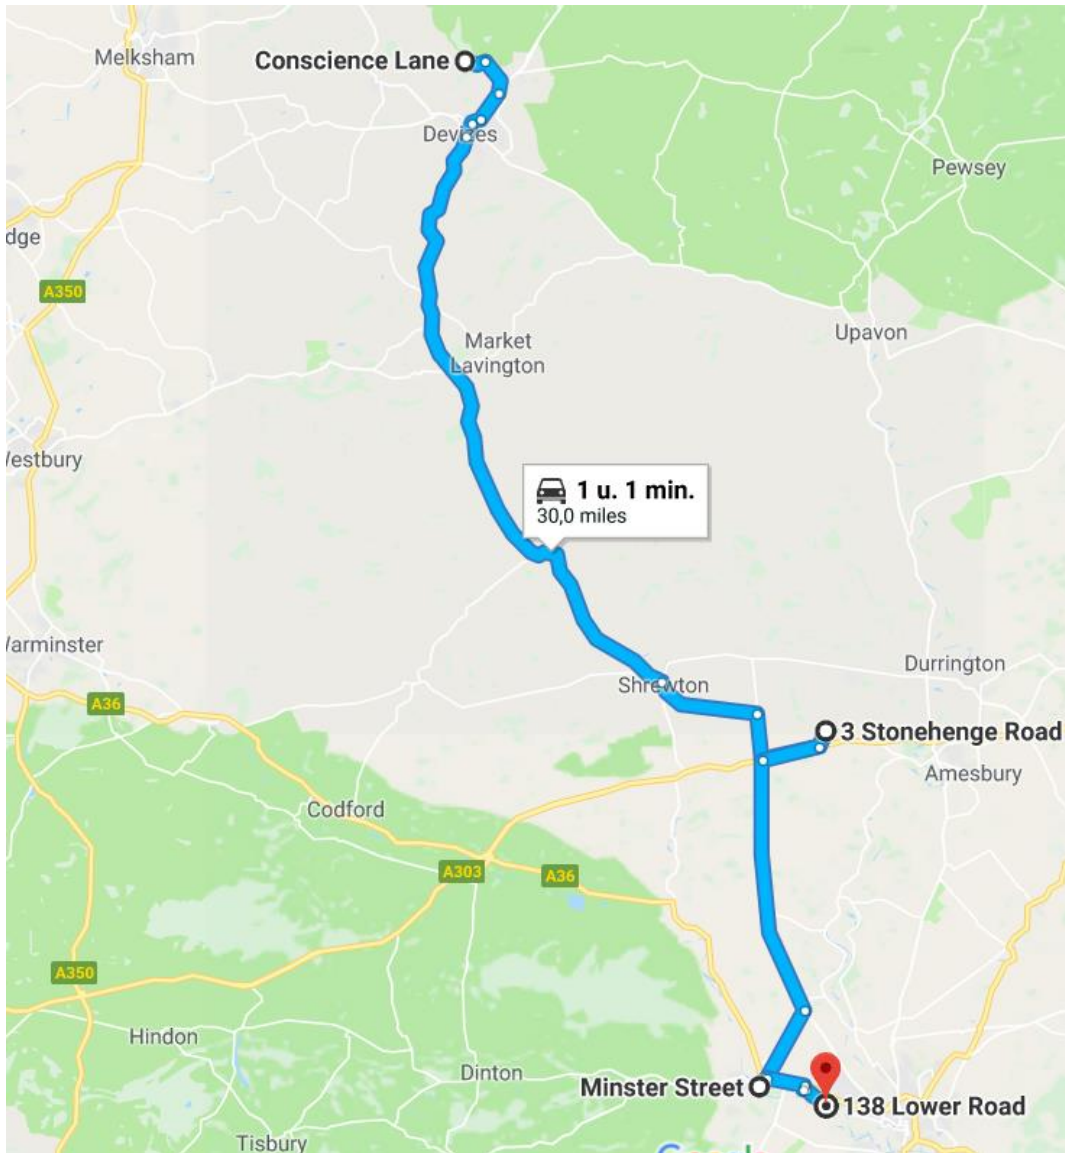 Melksham
Conscience Lane
Devizes
Pewsey
dge
A350
Upavon
Market
Lavington
estbury
1 u. 1 min.
30,0 miles
arminster
Durrington
Shrewton
A36
3 Stonehenge Road
Amesbury
Codford
A303
A36
A350
Hindon
Dinton
Minster Street
138 Lower Road
Tisbury